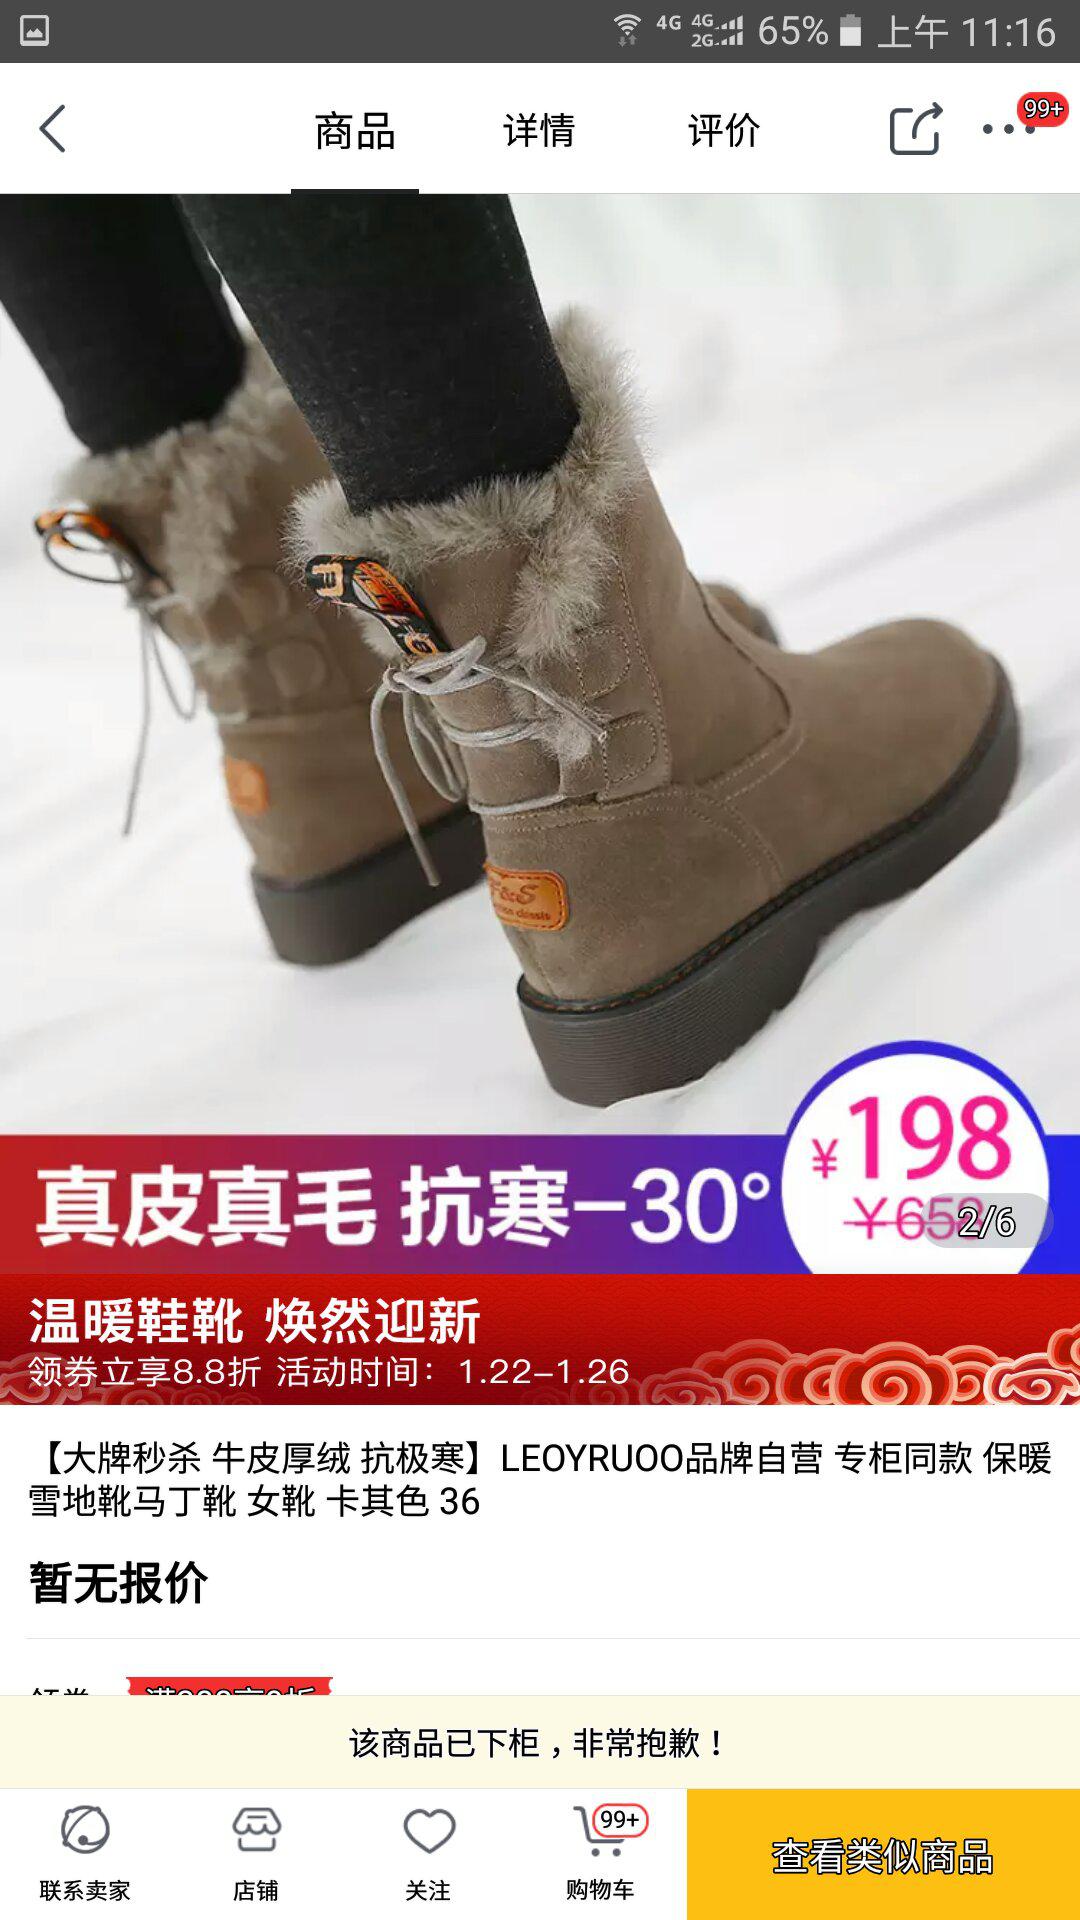 4G 4G 2G 65% 上午 11:16
商品 详情 评价 99+
F&S
真皮真毛 抗寒-30°
¥198
¥658
2/6
温暖鞋靴 焕然迎新
领券立享8.8折 活动时间：1.22-1.26
【大牌秒杀 牛皮厚绒 抗极寒】LEOYRUOO品牌自营 专柜同款 保暖
雪地靴马丁靴 女靴 卡其色 36
暂无报价
该商品已下柜，非常抱歉！
联系卖家 店铺 关注 99+ 购物车 查看类似商品